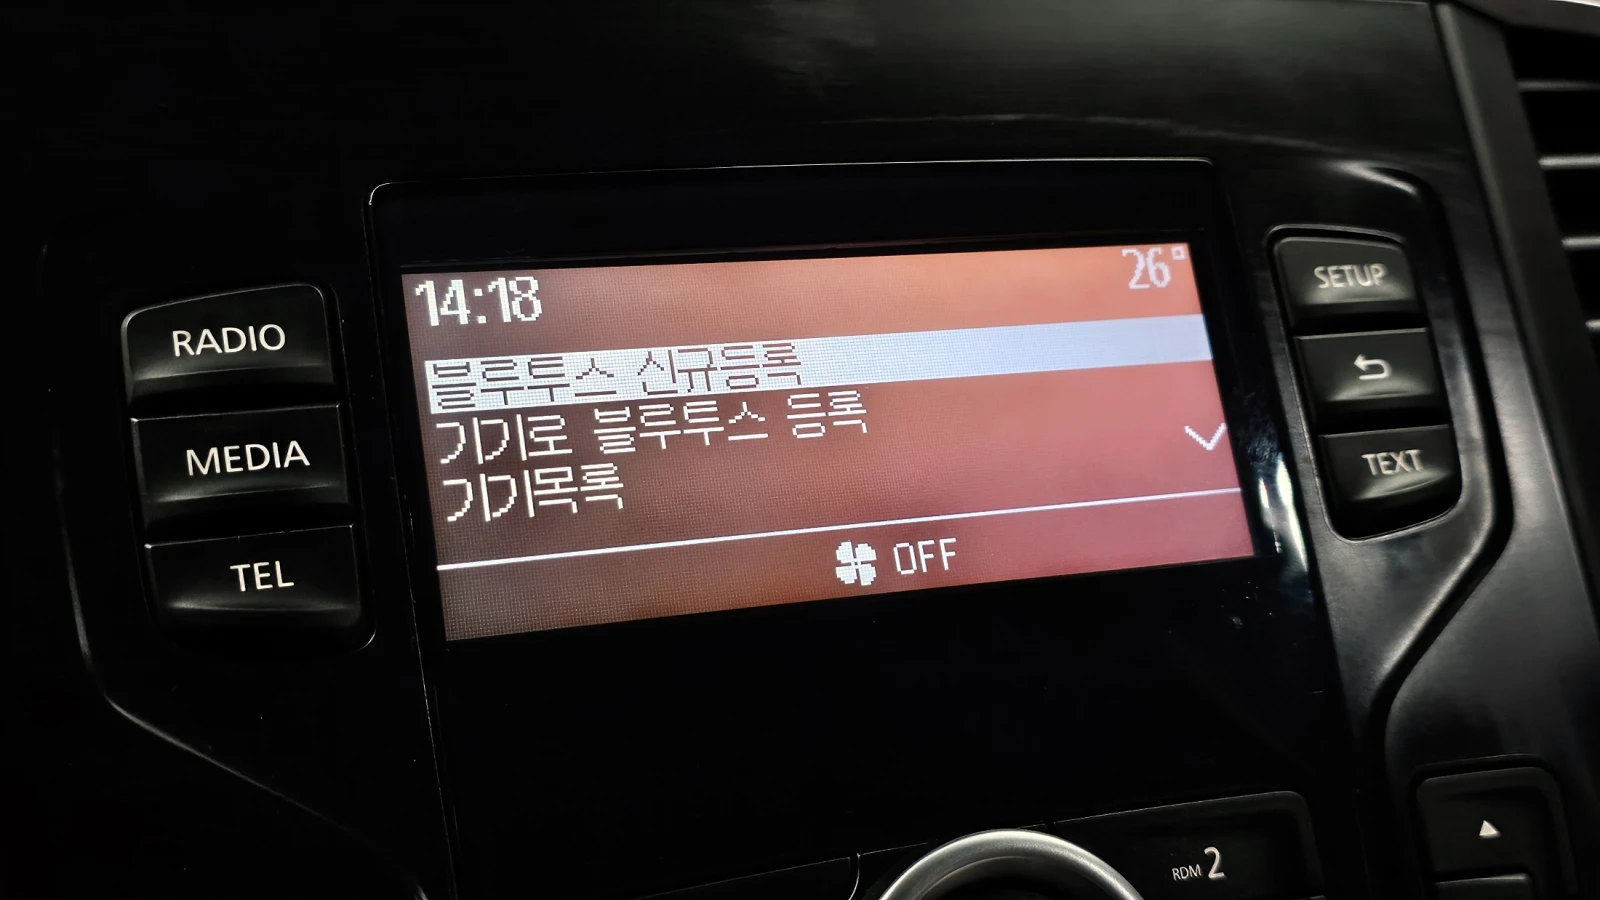 14:18 26°
블루투스 신규등록
기기로 블루투스 등록
기기목록
OFF
RADIO
MEDIA
TEL
SETUP
TEXT
RDM 2